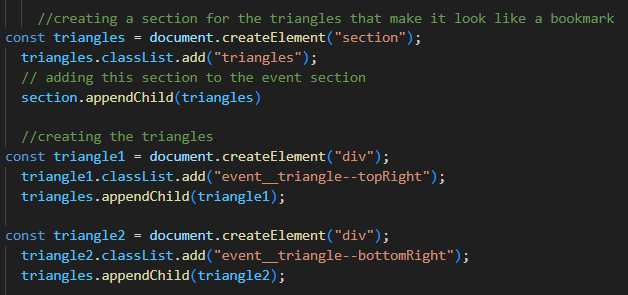 //creating a section for the triangles that make it look like a bookmark
const triangles = document.createElement("section");
triangles.classList.add("triangles");
// adding this section to the event section
section.appendChild(triangles)
//creating the triangles
const triangle1 = document.createElement("div");
triangle1.classList.add("event__triangle--topRight");
triangles.appendChild(triangle1);
const triangle2 = document.createElement("div");
triangle2.classList.add("event__triangle--bottomRight");
triangles.appendChild(triangle2);